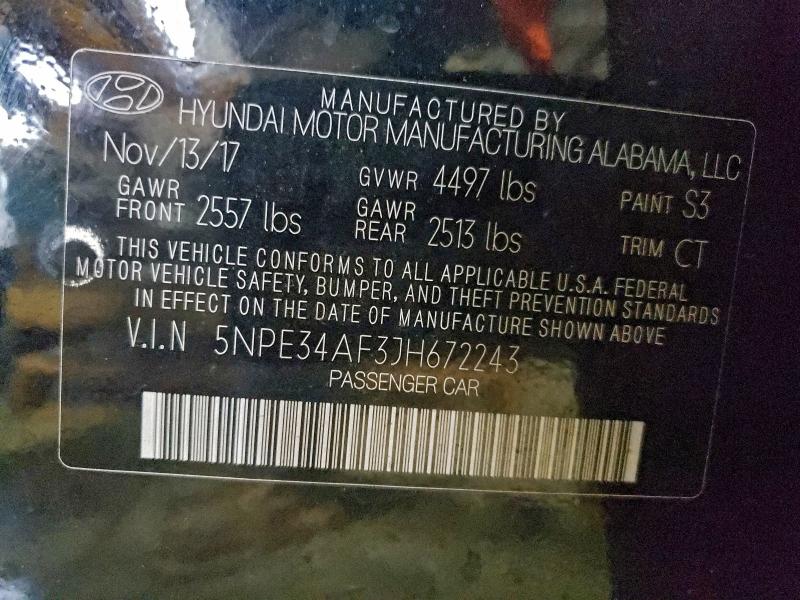 MANUFACTURED BY
HYUNDAI MOTOR MANUFACTURING ALABAMA, LLC
Nov/13/17
GVWR 4497 lbs
PAINT S3
GAWR FRONT 2557 lbs
GAWR REAR 2513 lbs
TRIM CT
THIS VEHICLE CONFORMS TO ALL APPLICABLE U.S.A. FEDERAL
MOTOR VEHICLE SAFETY, BUMPER, AND THEFT PREVENTION STANDARDS
IN EFFECT ON THE DATE OF MANUFACTURE SHOWN ABOVE
V.I.N 5NPE34AF3JH672243
PASSENGER CAR